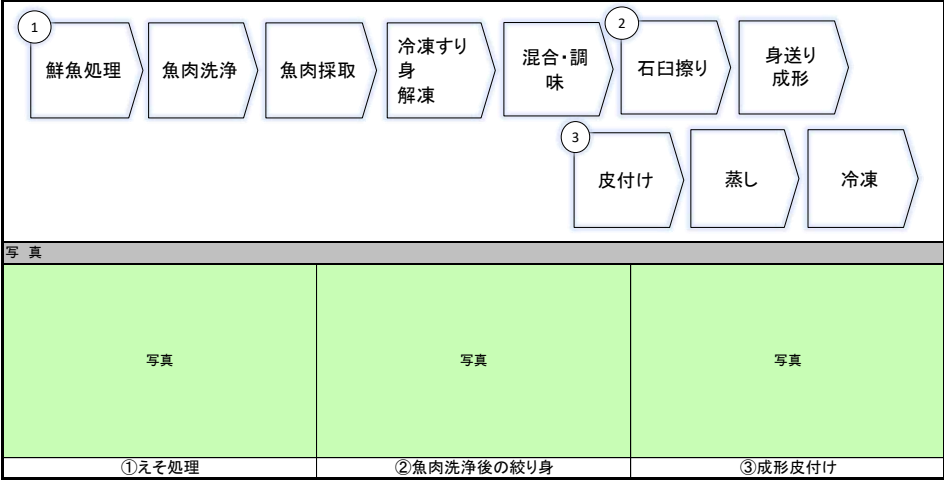 1
鮮魚処理
魚肉洗浄
魚肉採取
冷凍すり
身
解凍
混合・調
味
2
石臼擦り
身送り
成形
3
皮付け
蒸し
冷凍
写 真
写真
写真
写真
①えそ処理
②魚肉洗浄後の絞り身
③成形皮付け